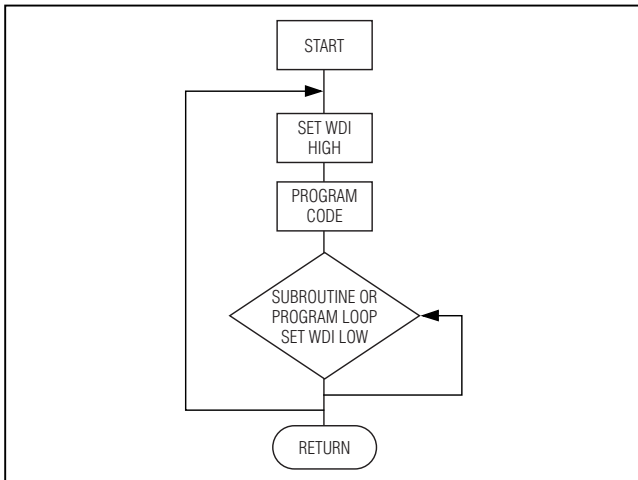 START
SET WDI
HIGH
PROGRAM
CODE
SUBROUTINE OR
PROGRAM LOOP
SET WDI LOW
RETURN